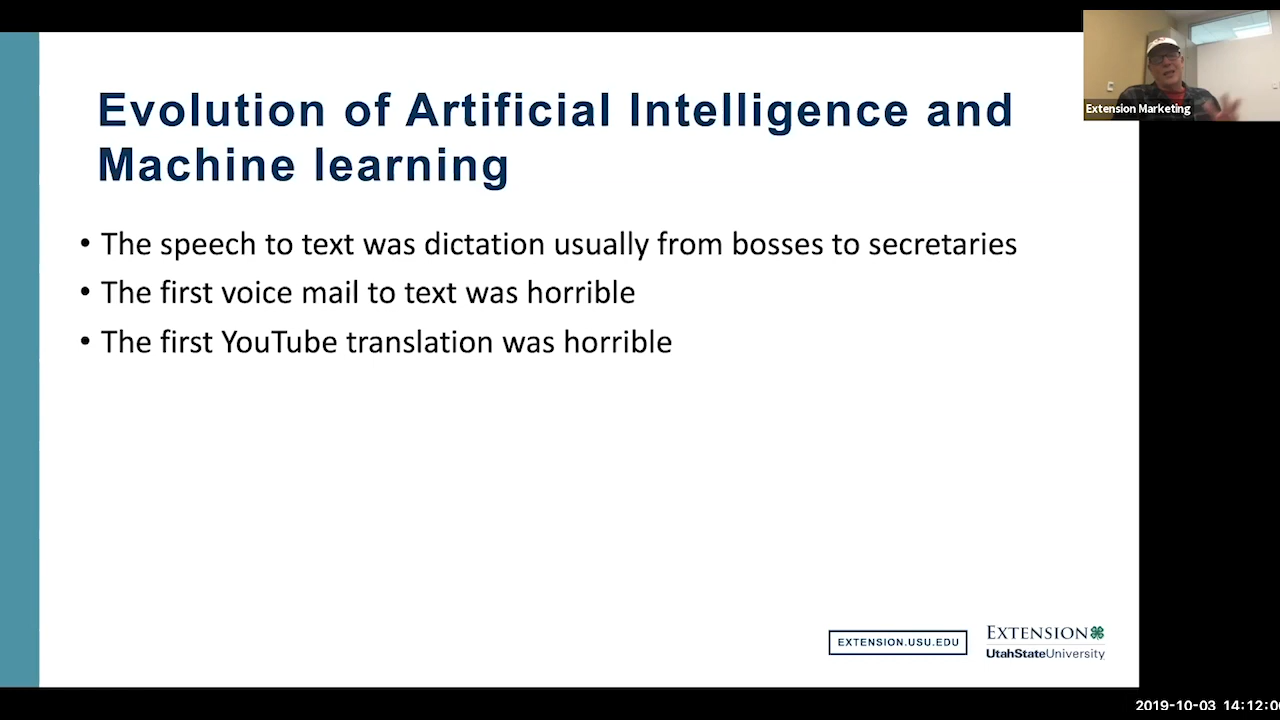 Evolution of Artificial Intelligence and
Machine learning
Extension Marketing
• The speech to text was dictation usually from bosses to secretaries
• The first voice mail to text was horrible
• The first YouTube translation was horrible
EXTENSION.USU.EDU
EXTENSION
UtahStateUniversity
2019-10-03 14:12:0